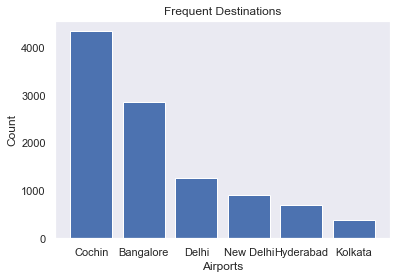 Frequent Destinations
4000
3000
2000
1000
0
Count
Cochin Bangalore Delhi New Delhi Hyderabad Kolkata
Airports